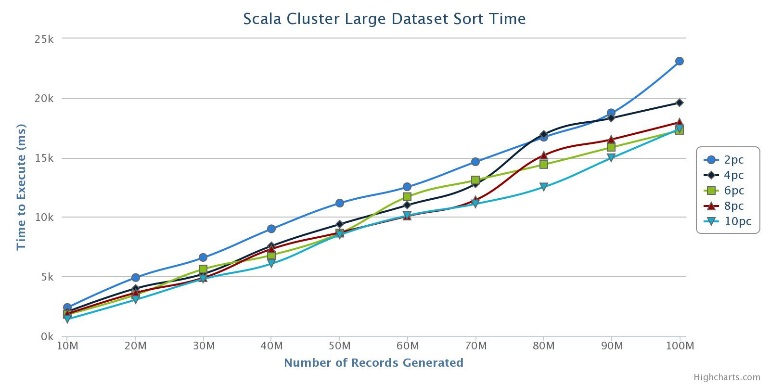 Scala Cluster Large Dataset Sort Time
25k
20k
15k
10k
5k
0k
Time to Execute (ms)
10M 20M 30M 40M 50M 60M 70M 80M 90M 100M
Number of Records Generated
2pc
4pc
6pc
8pc
10pc
Highcharts.com